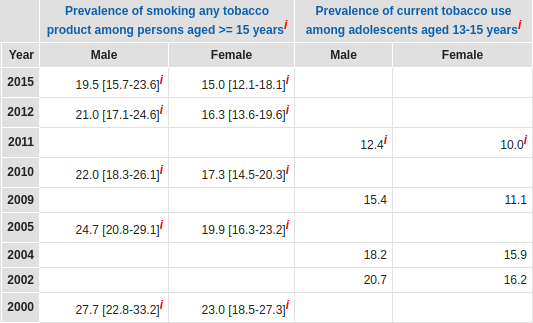 Prevalence of smoking any tobacco product among persons aged >= 15 years i
Prevalence of current tobacco use among adolescents aged 13-15 years i
Year Male Female Male Female
2015 19.5 [15.7-23.6] i 15.0 [12.1-18.1] i
2012 21.0 [17.1-24.6] i 16.3 [13.6-19.6] i
2011 12.4 i 10.0 i
2010 22.0 [18.3-26.1] i 17.3 [14.5-20.3] i
2009 15.4 11.1
2005 24.7 [20.8-29.1] i 19.9 [16.3-23.2] i
2004 18.2 15.9
2002 20.7 16.2
2000 27.7 [22.8-33.2] i 23.0 [18.5-27.3] i